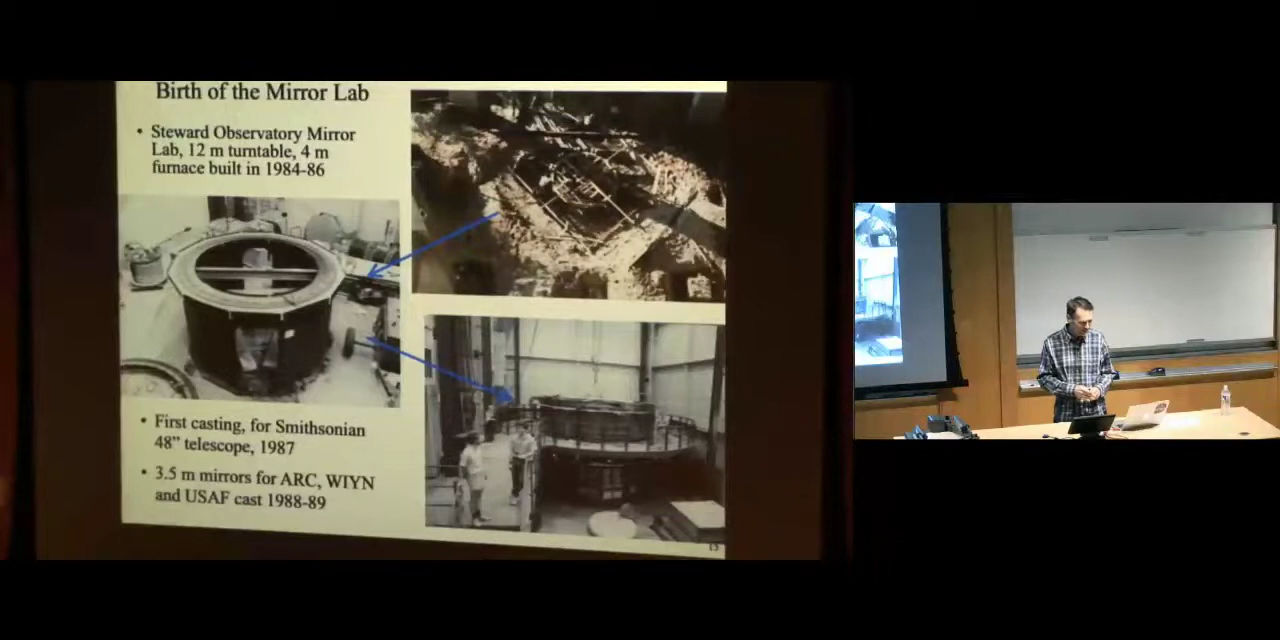 Birth of the Mirror Lab
• Steward Observatory Mirror
Lab, 12 m turntable, 4 m
furnace built in 1984-86
• First casting, for Smithsonian
48” telescope, 1987
• 3.5 m mirrors for ARC, WIYN
and USAF cast 1988-89
15